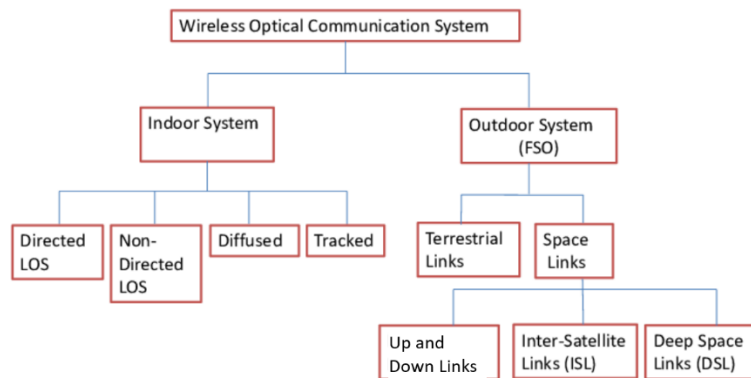 Wireless Optical Communication System
Indoor System
Outdoor System
(FSO)
Directed
LOS
Non-
Directed
LOS
Diffused
Tracked
Terrestrial
Links
Space
Links
Up and
Down Links
Inter-Satellite
Links (ISL)
Deep Space
Links (DSL)